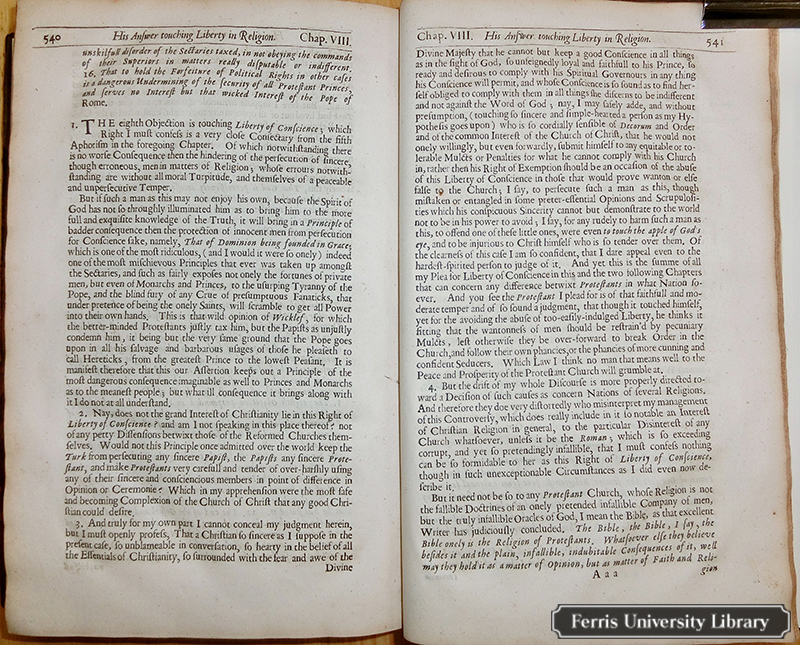 540 His Anſwer touching Liberty in Religion. Chap. VIII.
unskilfull diſorder of the Sectaries taxed, in not obeying the commands
of their Superiors in matters really diſputable or indifferent.
16. That to hold the Forfeiture of Political Rights in other caſes
is a dangerous Undermining of the ſecurity of all Proteſtant Princes,
and ſerves no Intereſt but that wicked Intereſt of the Pope of
Rome.
1. THE eighth Objection is touching Liberty of Conſcience; which
Right I muſt confeſs is a very cloſe Conſectary from the fifth
Aphoriſm in the foregoing Chapter. Of which notwithſtanding there
is no worſe Conſequence then the hindering of the perſecution of ſincere,
though erroneous, men in matters of Religion; whoſe errours notwith-
ſtanding are without all moral Turpitude, and themſelves of a peaceable
and unperſecutive Temper.
But if ſuch a man as this may not enjoy his own, becauſe the Spirit of
God has not ſo throughly illuminated him as to bring him to the more
full and exquiſite knowledge of the Truth, it will bring in a Principle of
badder conſequence then the protection of innocent men from perſecution
for Conſcience ſake, namely, That of Dominion being founded in Grace;
which is one of the moſt ridiculous, (and I would it were ſo onely) indeed
one of the moſt miſchievous Principles that ever was taken up amongſt
the Sectaries, and ſuch as fairly expoſes not onely the fortunes of private
men, but even of Monarchs and Princes, to the uſurping Tyranny of the
Pope, and the blind fury of any Crue of preſumptuous Fanaticks, that
under pretence of being the onely Saints, will ſcramble to get all Power
into their own hands. This is that wild opinion of Wicklef, for which
the better-minded Proteſtants juſtly tax him, but the Papiſts as unjuſtly
condemn him, it being but the very ſame ground that the Pope goes
upon in all his ſalvage and barbarous uſages of thoſe he pleaſeth to
call Hereticks, from the greateſt Prince to the loweſt Peaſant. It is
manifeſt therefore that this our Aſſertion keeps out a Principle of the
moſt dangerous conſequence imaginable as well to Princes and Monarchs
as to the meaneſt people; but what ill conſequence it brings along with
it I do not at all underſtand.
2. Nay, does not the grand Intereſt of Chriſtianity lie in this Right of
Liberty of Conſcience? and am I not ſpeaking in this place thereof? not
of any petty Diſſenſions betwixt thoſe of the Reformed Churches them-
ſelves. Would not this Principle once admitted over the world keep the
Turk from perſecuting any ſincere Papiſt, the Papiſts any ſincere Prote-
ſtant, and make Proteſtants very carefull and tender of over-harſhly uſing
any of their ſincere and conſciencious members in point of difference in
Opinion or Ceremonie? Which in my apprehenſion were the moſt ſafe
and becoming Complexion of the Church of Chriſt that any good Chri-
ſtian could deſire.
3. And truly for my own part I cannot conceal my judgment herein,
but I muſt openly profeſs, That a Chriſtian ſo ſincere as I ſuppoſe in the
preſent caſe, ſo unblameable in converſation, ſo hearty in the belief of all
the Eſſentials of Chriſtianity, ſo ſurrounded with the fear and awe of the
Divine
Chap. VIII. His Anſwer touching Liberty in Religion. 541
Divine Majeſty that he cannot but keep a good Conſcience in all things
as in the ſight of God, ſo unfeignedly loyal and faithfull to his Prince, ſo
ready and deſirous to comply with his Spiritual Governours in any thing
his Conſcience will permit, and whoſe Conſcience is ſo ſound as to find her-
ſelf obliged to comply with them in all things ſhe diſcerns to be indifferent
and not againſt the Word of God; nay, I may ſafely adde, and without
preſumption, (touching ſo ſincere and ſimple-hearted a perſon as my Hy-
potheſis goes upon) who is ſo cordially ſenſible of Decorum and Order
and of the common Intereſt of the Church of Chriſt, that he would not
onely willingly, but even forwardly, ſubmit himſelf to any equitable or to-
lerable Mulcts or Penalties for what he cannot comply with his Church
in, rather then his Right of Exemption ſhould be an occaſion of the abuſe
of this Liberty of Conſcience in thoſe that would prove wanton or elſe
falſe to the Church; I ſay, to perſecute ſuch a man as this, though
miſtaken or entangled in ſome preter-eſſential Opinions and Scrupuloſi-
ties which his conſpicuous Sincerity cannot but demonſtrate to the world
not to be in his power to avoid; I ſay, for any rudely to harm ſuch a man as
this, to offend one of theſe little ones, were even to touch the apple of God's
eye, and to be injurious to Chriſt himſelf who is ſo tender over them. Of
the clearneſs of this caſe I am ſo confident, that I dare appeal even to the
hardeſt-ſpirited perſon to judge of it. And yet this is the ſumme of all
my Plea for Liberty of Conſcience in this and the two following Chapters
that can concern any difference betwixt Proteſtants in what Nation ſo-
ever. And you ſee the Proteſtant I plead for is of that faithfull and mo-
derate temper and of ſo ſound a judgment, that though it touched himſelf,
yet for the avoiding the abuſe of too-eaſily-indulged Liberty, he thinks it
fitting that the wantonneſs of men ſhould be reſtrain'd by pecuniary
Mulcts, left otherwiſe they be over-forward to break Order in the
Church, and follow their own phancies, or the phancies of more cunning and
confident Seducers. Which Law I think no man that means well to the
Peace and Proſperity of the Proteſtant Church will grumble at.
4. But the drift of my whole Diſcourſe is more properly directed to-
ward a Deciſion of ſuch cauſes as concern Nations of ſeveral Religions.
And therefore they doe very diſtortedly who miſinterpret my management
of this Controverſy, which does really include in it ſo notable an Intereſt
of Chriſtian Religion in general, to the particular Disintereſt of any
Church whatſoever, unleſs it be the Roman; which is ſo exceeding
corrupt, and yet ſo pretendingly infallible, that I muſt confeſs nothing
can be ſo formidable to her as this Right of Liberty of Conſcience,
though in ſuch unexceptionable Circumſtances as I did even now de-
ſcribe it.
But it need not be ſo to any Proteſtant Church, whoſe Religion is not
the fallible Doctrines of an onely pretended infallible Company of men,
but the truly infallible Oracles of God, I mean the Bible, as that excellent
Writer has judiciouſly concluded. The Bible, the Bible, I ſay, the
Bible onely is the Religion of Proteſtants. Whatſoever elſe they believe
beſides it and the plain, infallible, indubitable Conſequences of it, well
may they hold it as a matter of Opinion, but as matter of Faith and Reli-
Aaa gion
Ferris University Library